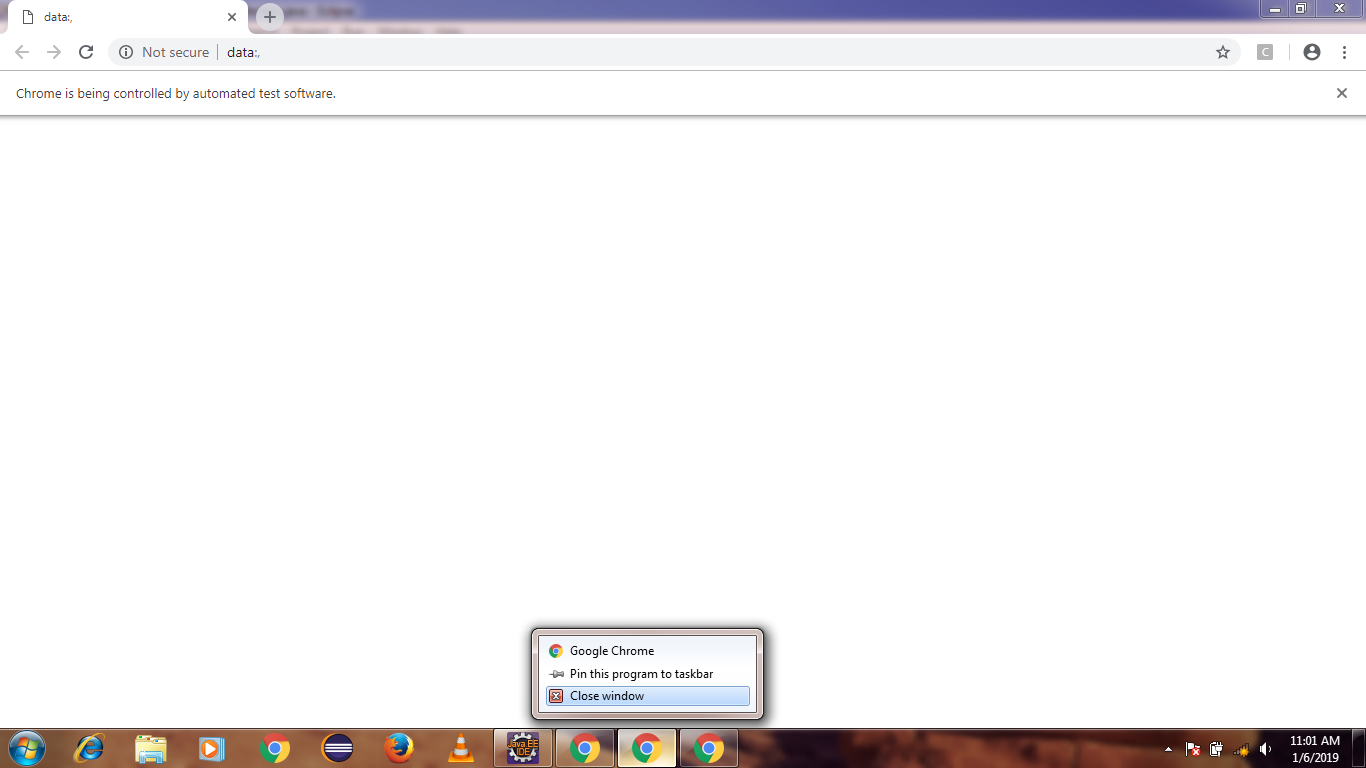 data:,
Not secure
data:,
Chrome is being controlled by automated test software.
Google Chrome
Pin this program to taskbar
Close window
Java EE
IDE
11:01 AM
1/6/2019